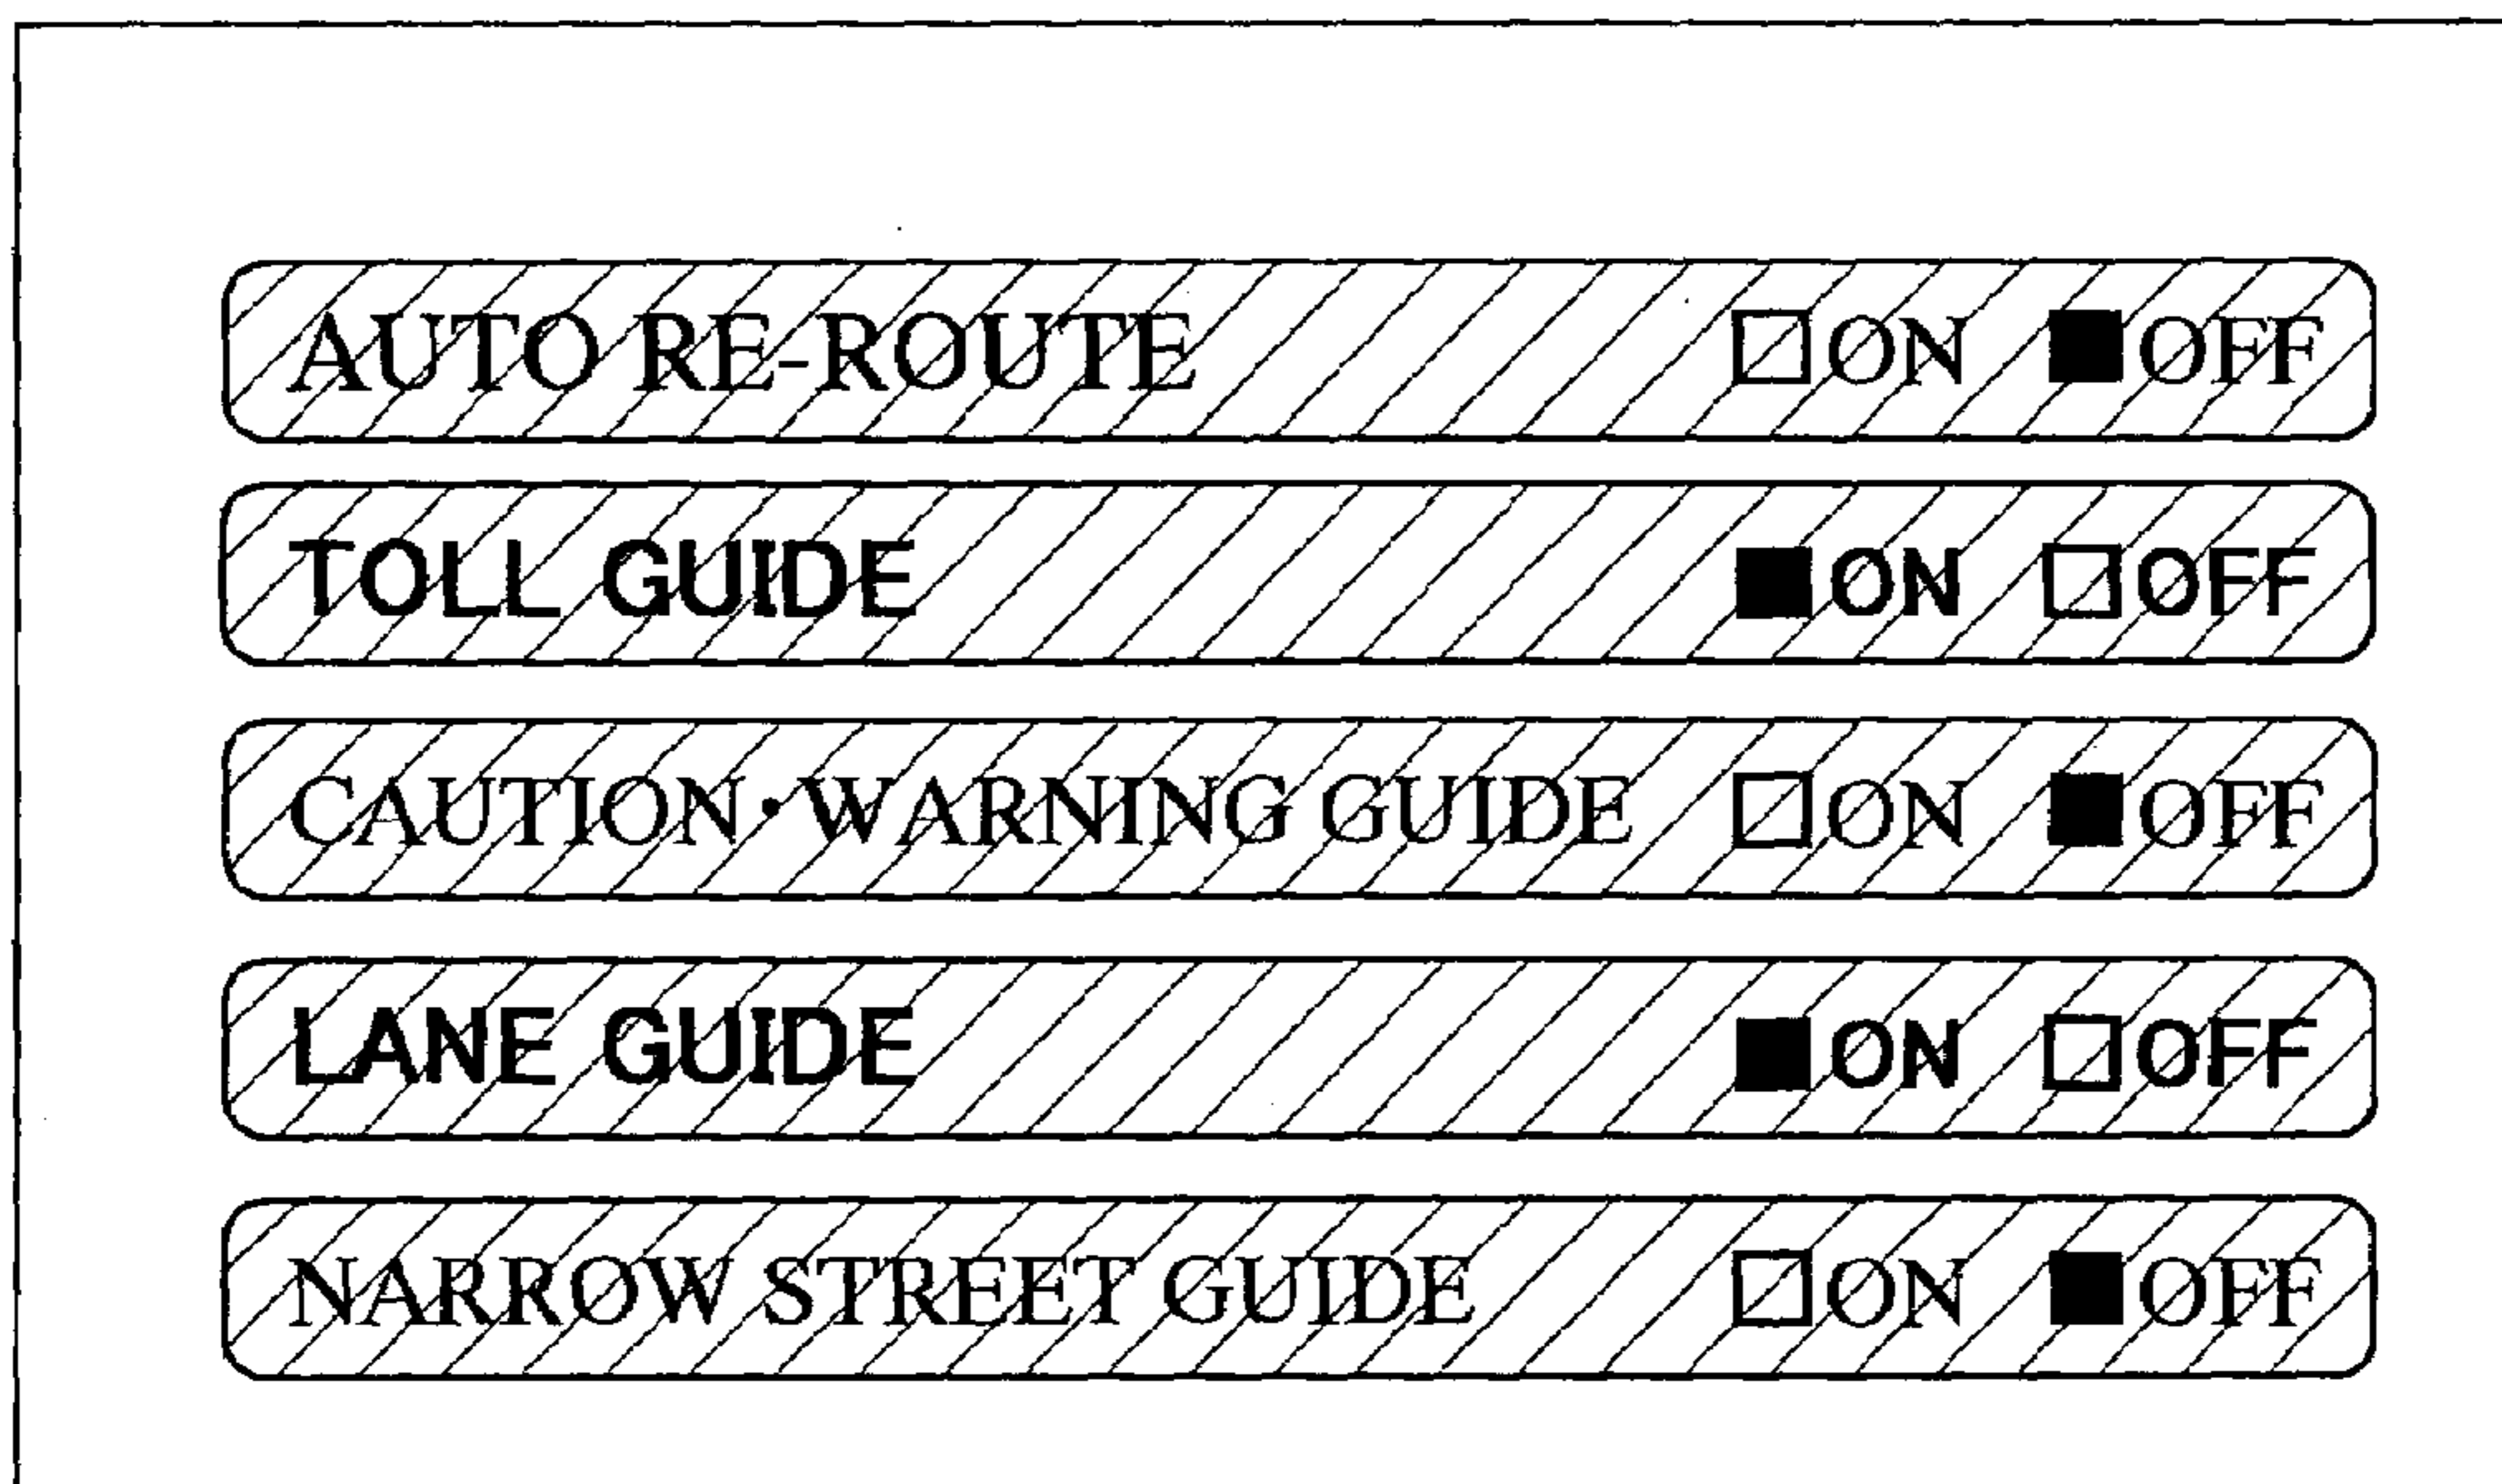 AUTO RE-ROUTE □ON ■OFF
TOLL GUIDE ■ON □OFF
CAUTION·WARNING GUIDE □ON ■OFF
LANE GUIDE ■ON □OFF
NARROW STREET GUIDE □ON ■OFF